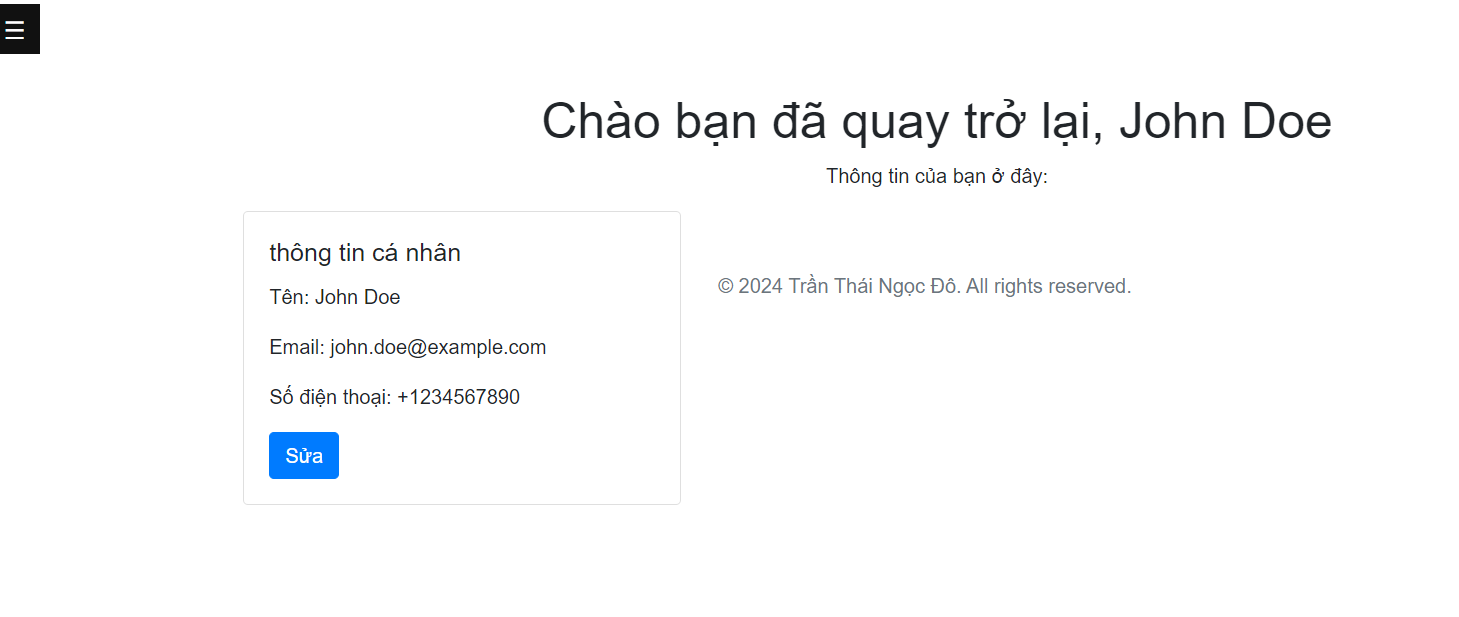 Chào bạn đã quay trở lại, John Doe
Thông tin của bạn ở đây:
thông tin cá nhân
Tên: John Doe
Email: john.doe@example.com
Số điện thoại: +1234567890
Sửa
© 2024 Trần Thái Ngọc Đô. All rights reserved.